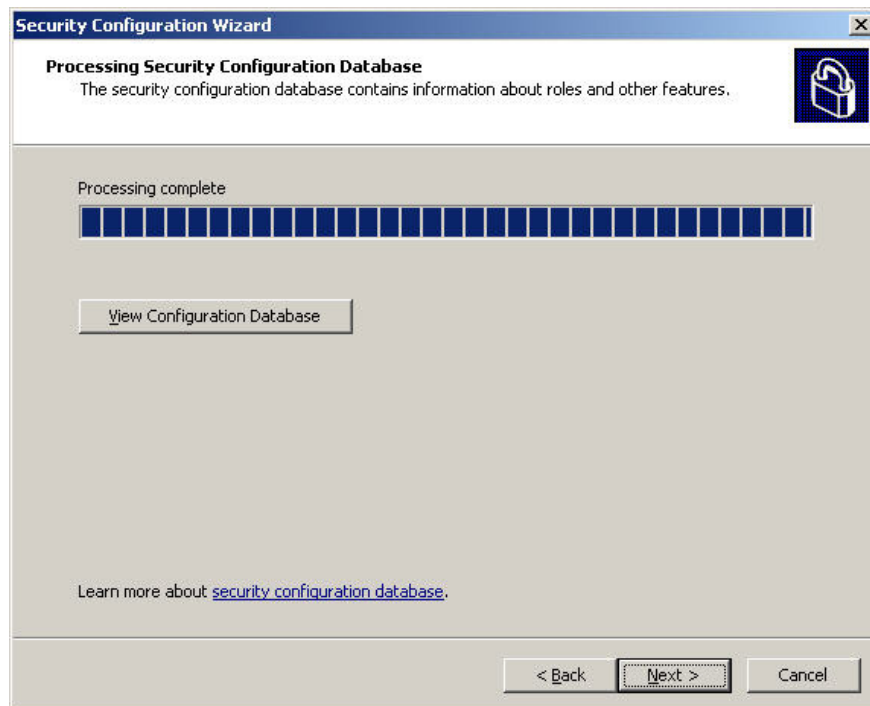 Security Configuration Wizard
Processing Security Configuration Database
The security configuration database contains information about roles and other features.
Processing complete
View Configuration Database
Learn more about security configuration database.
< Back Next > Cancel